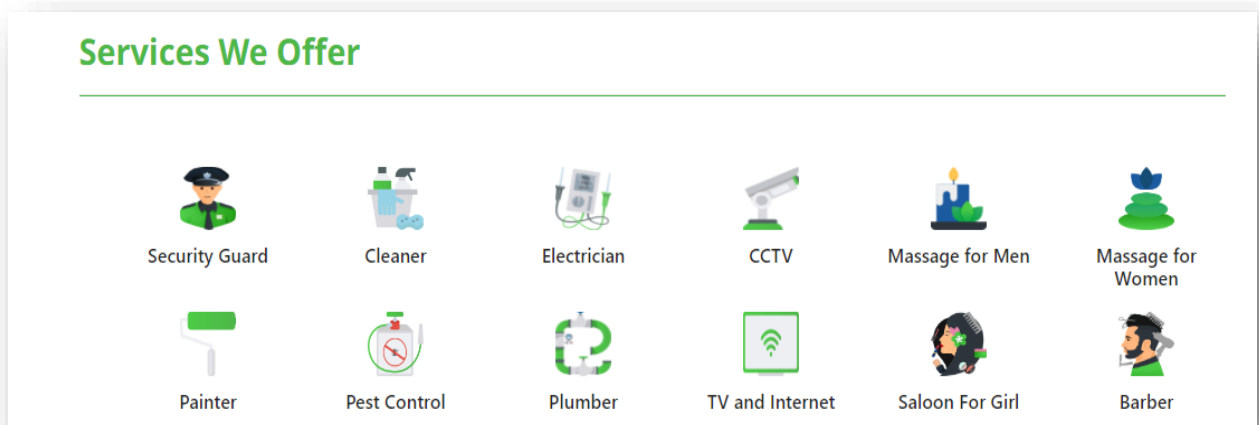 Services We Offer
Security Guard
Cleaner
Electrician
CCTV
Massage for Men
Massage for
Women
Painter
Pest Control
Plumber
TV and Internet
Saloon For Girl
Barber